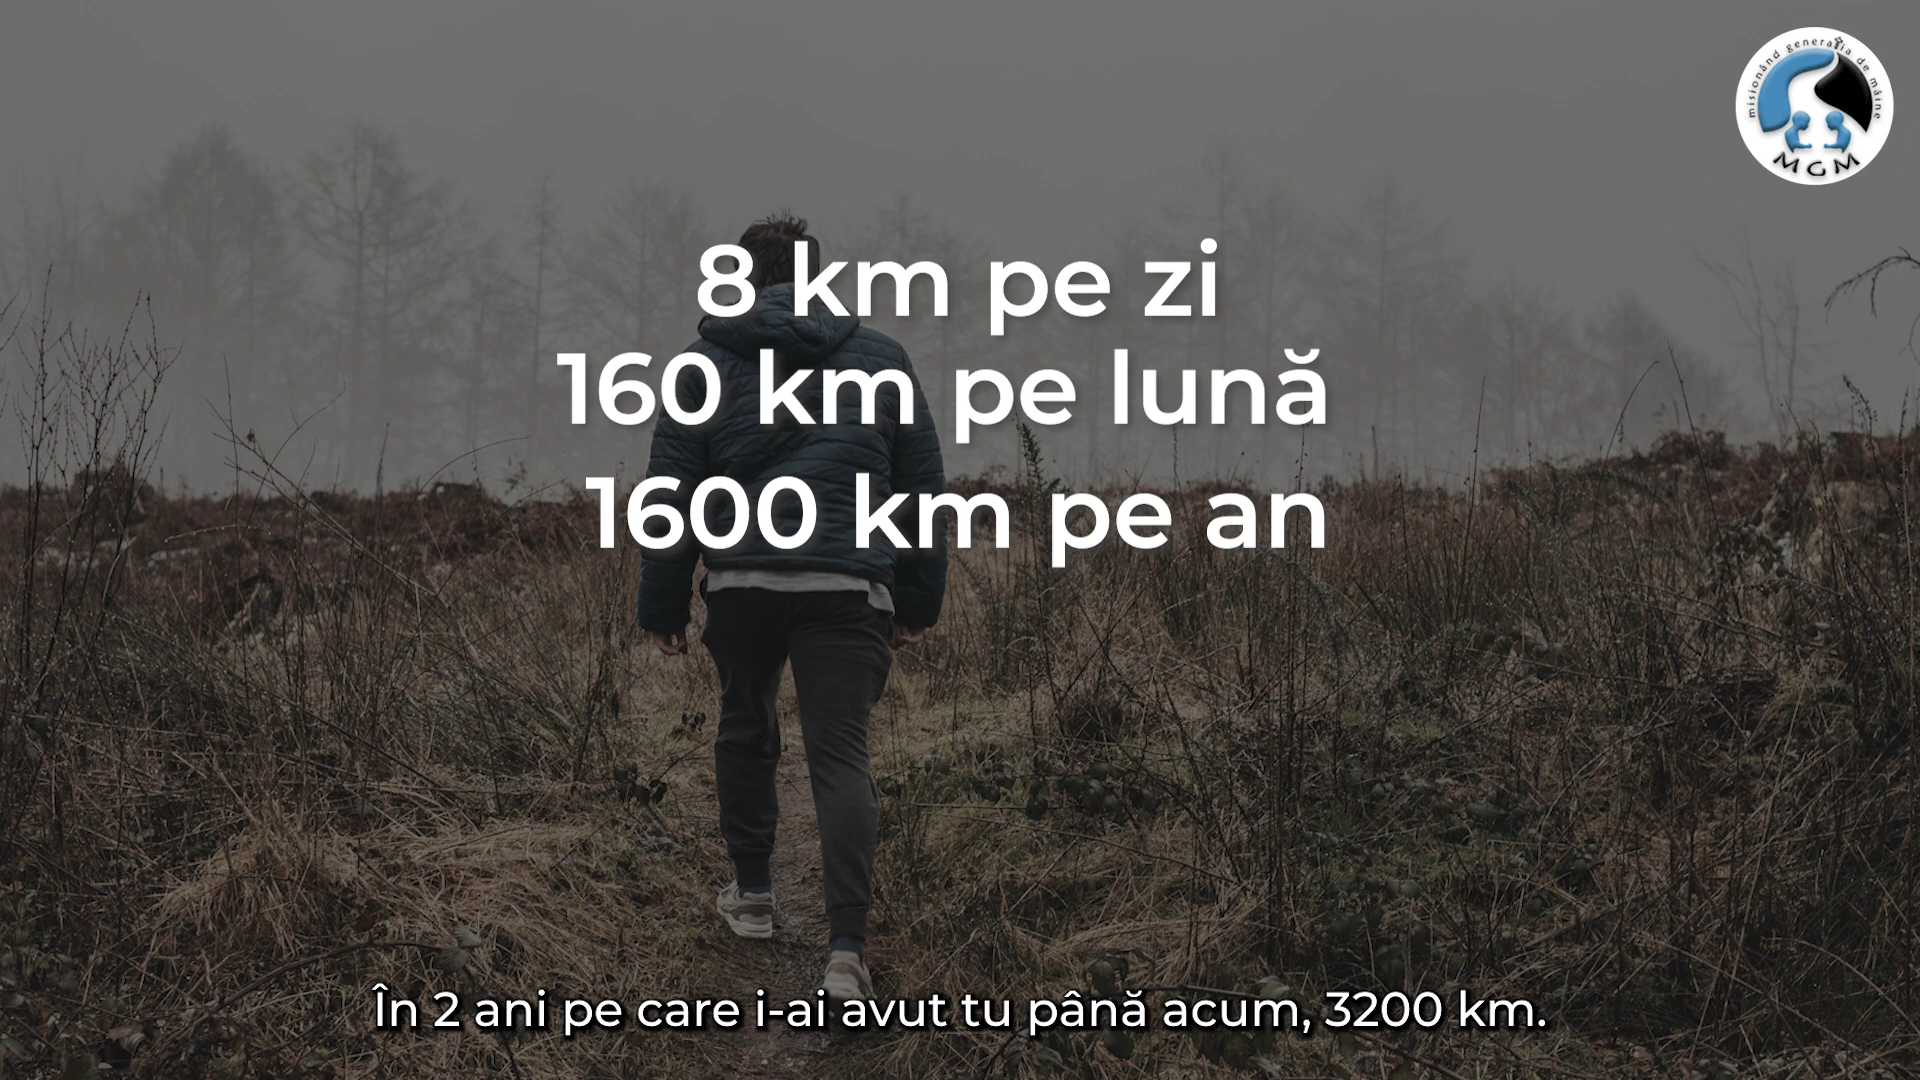 misionând generația de mâine
MGM
8 km pe zi
160 km pe lună
1600 km pe an
În 2 ani pe care i-ai avut tu până acum, 3200 km.